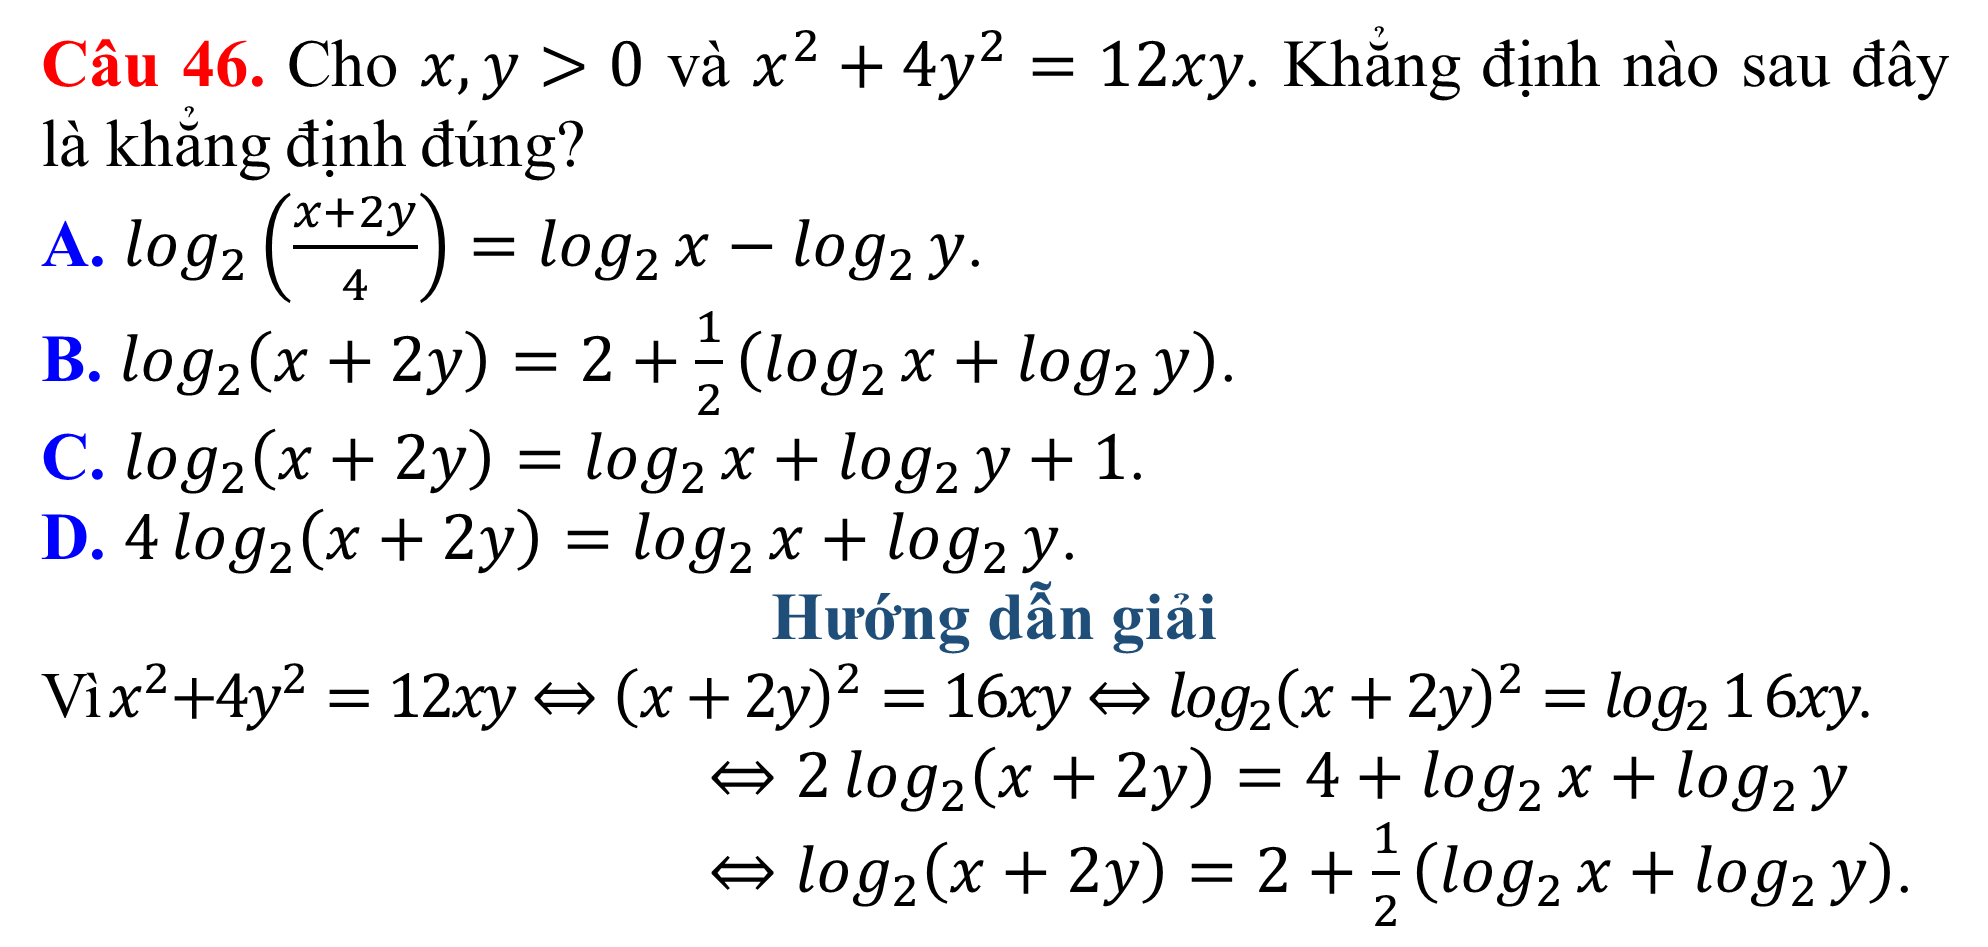 Câu 46. Cho x, y > 0 và x² + 4y² = 12xy. Khẳng định nào sau đây
là khẳng định đúng?
A. log₂ ((x+2y)/4) = log₂ x − log₂ y.
B. log₂(x + 2y) = 2 + 1/2 (log₂ x + log₂ y).
C. log₂(x + 2y) = log₂ x + log₂ y + 1.
D. 4 log₂(x + 2y) = log₂ x + log₂ y.
Hướng dẫn giải
Vì x²+4y² = 12xy ⇔ (x + 2y)² = 16xy ⇔ log₂(x + 2y)² = log₂ 16xy.
⇔ 2 log₂(x + 2y) = 4 + log₂ x + log₂ y
⇔ log₂(x + 2y) = 2 + 1/2 (log₂ x + log₂ y).